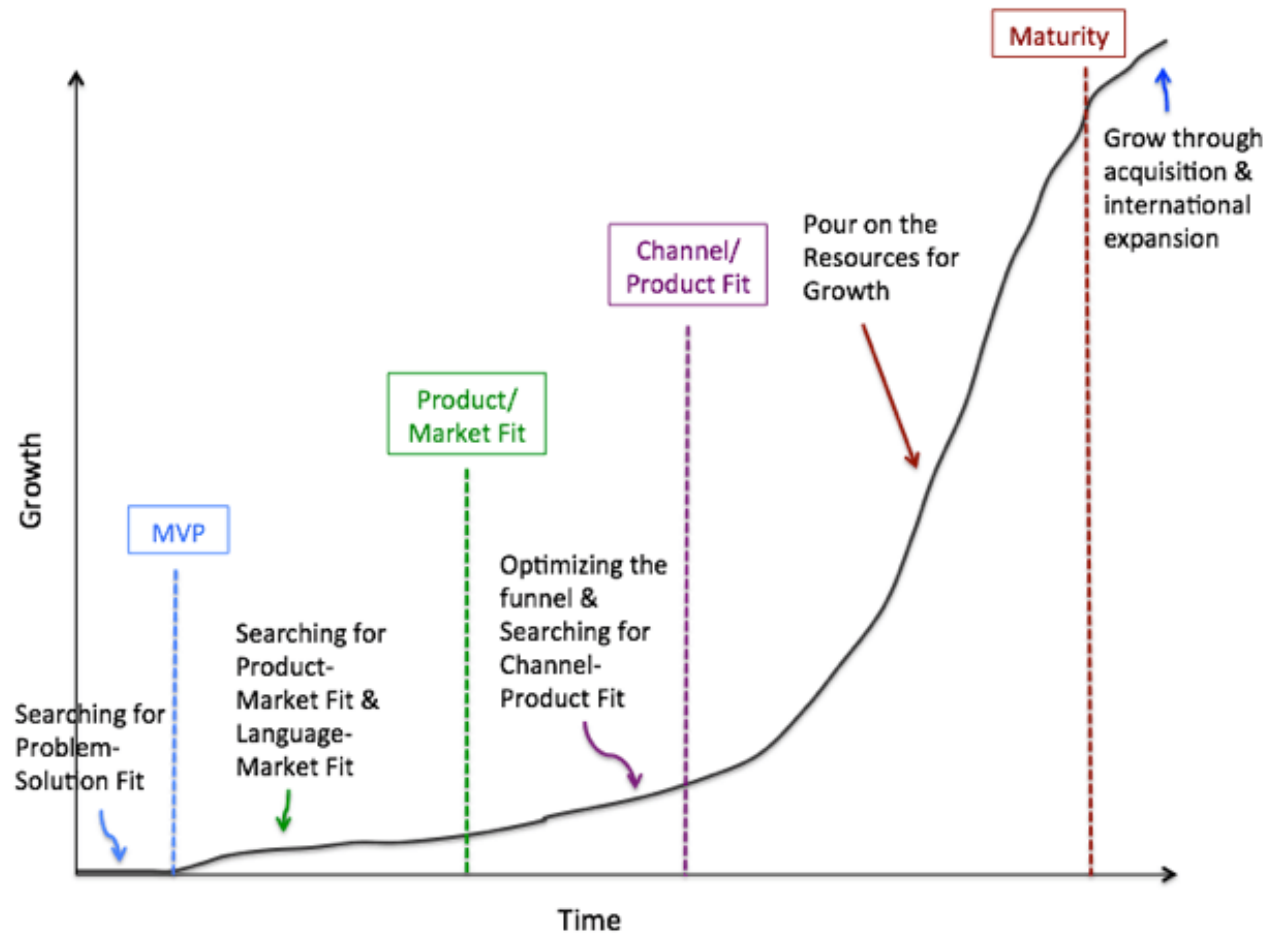 Maturity
Grow through
acquisition &
international
expansion
Pour on the
Resources for
Growth
Channel/
Product Fit
Product/
Market Fit
MVP
Optimizing the
funnel &
Searching for
Channel-
Product Fit
Searching for
Product-
Market Fit &
Language-
Market Fit
Searching for
Problem-
Solution Fit
Growth
Time